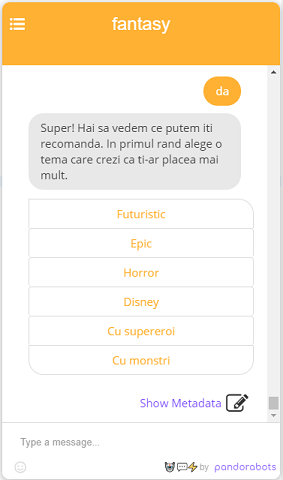 fantasy
da
Super! Hai sa vedem ce putem iti
recomanda. In primul rand alege o
tema care crezi ca ti-ar placea mai
mult.
Futuristic
Epic
Horror
Disney
Cu supereroi
Cu monstri
Show Metadata
Type a message...
by pandorabots